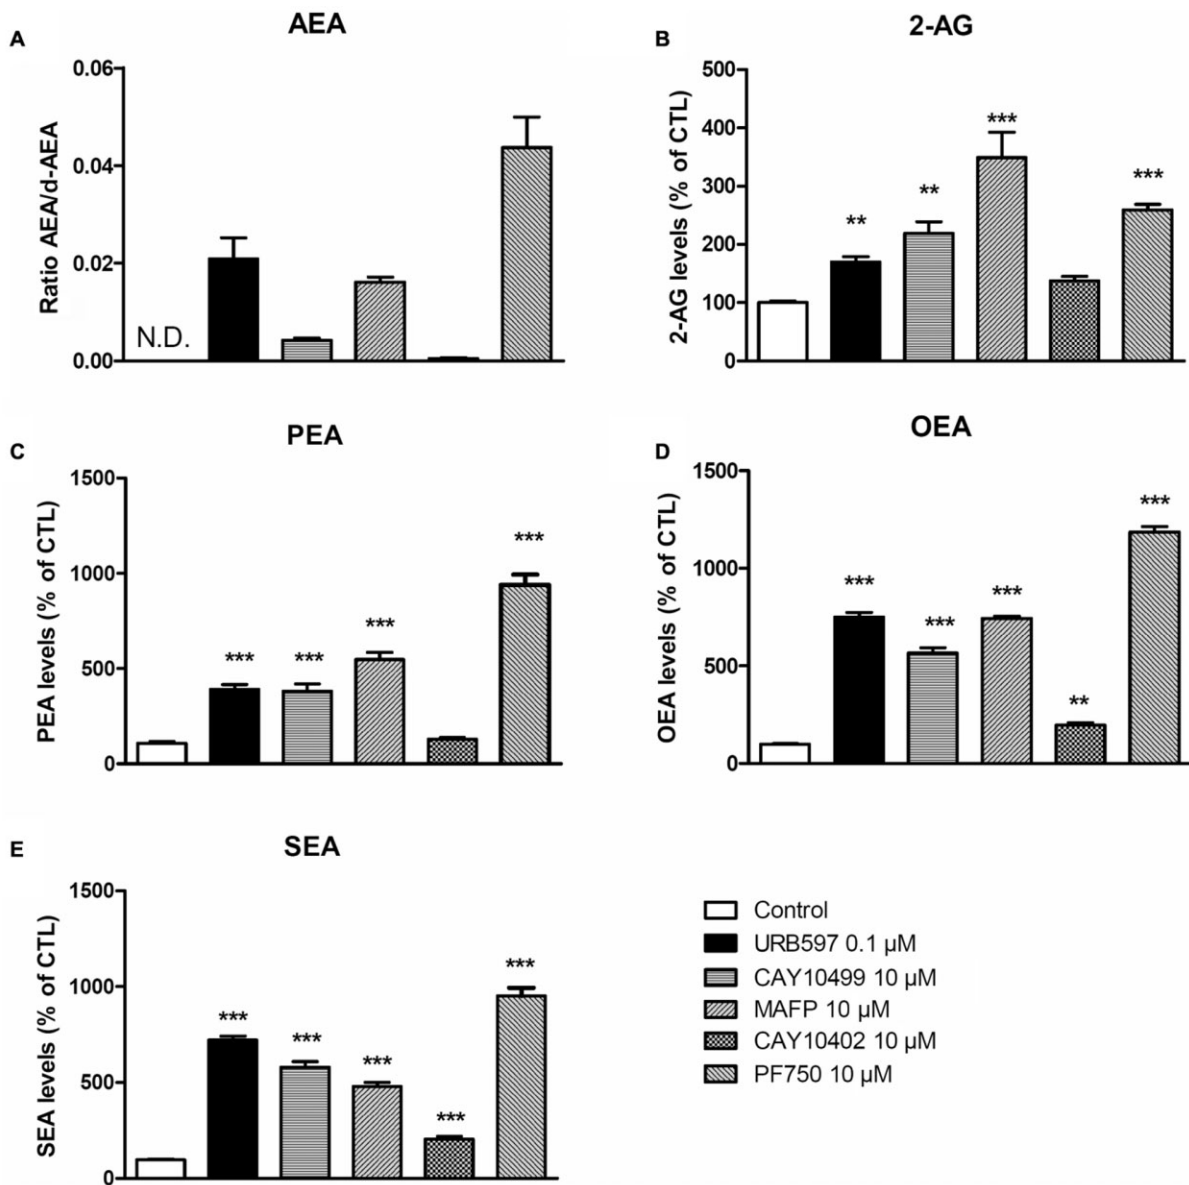 A
AEA
Ratio AEA/d-AEA
0.06
0.04
0.02
0.00
N.D.
B
2-AG
2-AG levels (% of CTL)
500
400
300
200
100
0
**
**
***
***
C
PEA
PEA levels (% of CTL)
1500
1000
500
0
***
***
***
***
D
OEA
OEA levels (% of CTL)
1500
1000
500
0
***
***
***
**
***
E
SEA
SEA levels (% of CTL)
1500
1000
500
0
***
***
***
***
***
Control
URB597 0.1 µM
CAY10499 10 µM
MAFP 10 µM
CAY10402 10 µM
PF750 10 µM